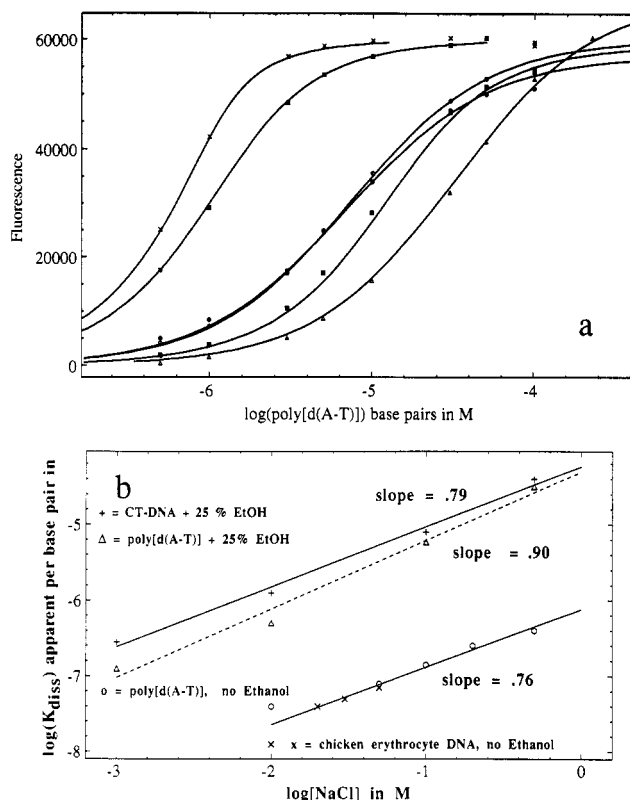 60000
40000
20000
0
Fluorescence
-6
-5
-4
log(poly[d(A-T)]) base pairs in M
a
b
+ = CT-DNA + 25 % EtOH
△ = poly[d(A-T)] + 25% EtOH
slope = .79
slope = .90
slope = .76
o = poly[d(A-T)], no Ethanol
x = chicken erythrocyte DNA, no Ethanol
log(Kdiss) apparent per base pair in
-5
-6
-7
-8
-3
-2
-1
0
log[NaCl] in M